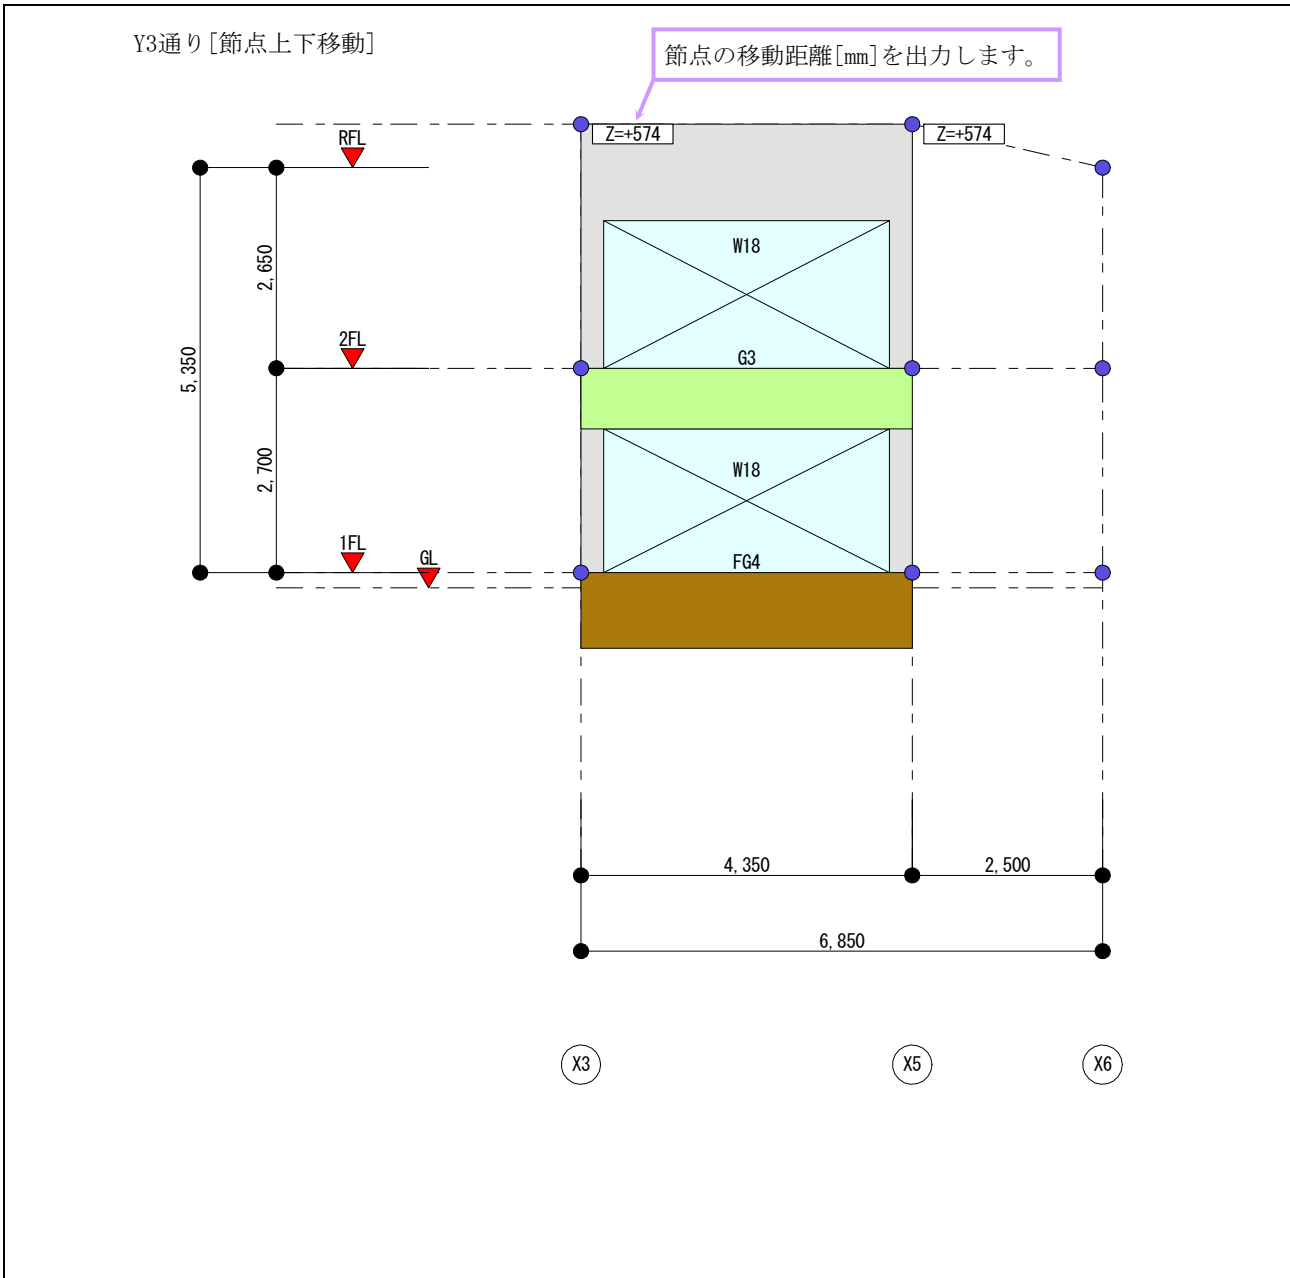 Y3通り[節点上下移動]
節点の移動距離[mm]を出力します。
Z=+574
Z=+574
RFL
2,650
W18
2FL
G3
5,350
2,700
W18
1FL
GL
FG4
4,350
2,500
6,850
X3
X5
X6